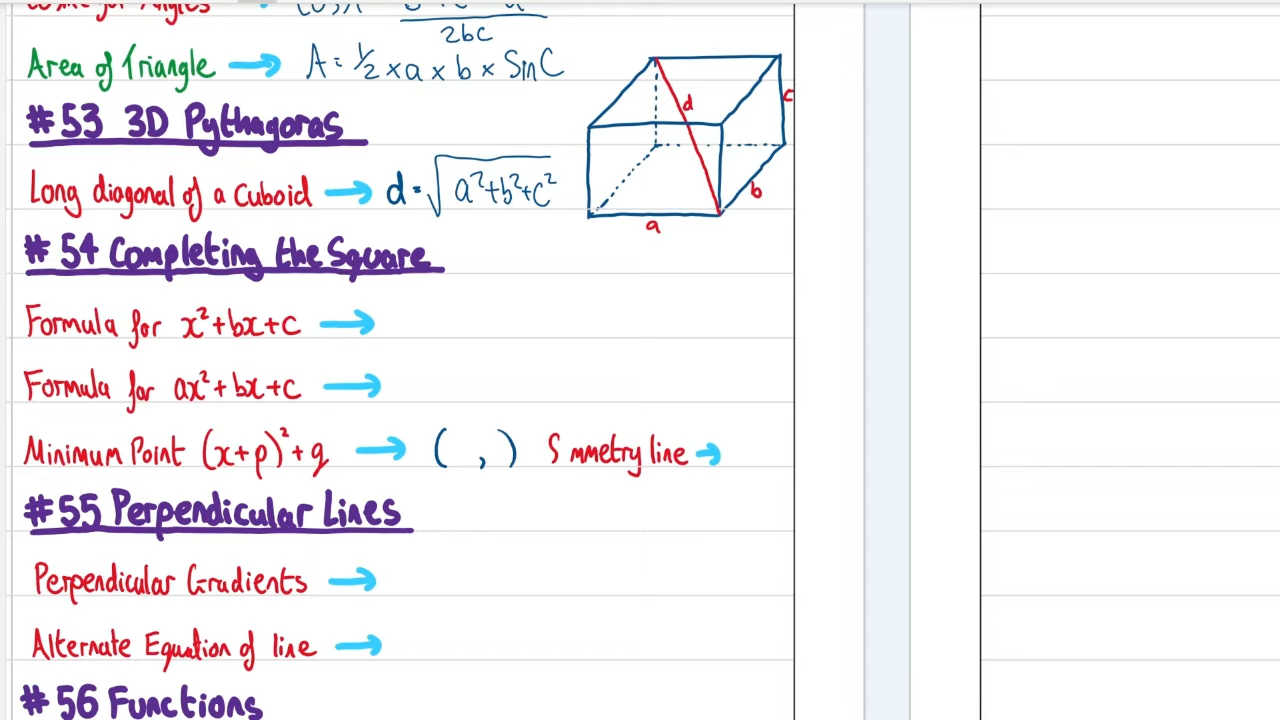 2bc
Area of Triangle → A = 1/2 × a × b × Sin C
#53 3D Pythagoras
Long diagonal of a Cuboid → d = √a²+b²+c²
d
c
b
a
#54 Completing the Square
Formula for x²+bx+c →
Formula for ax²+bx+c →
Minimum Point (x+p)²+q → ( , ) S mmetry line →
#55 Perpendicular Lines
Perpendicular Gradients →
Alternate Equation of line →
#56 Functions